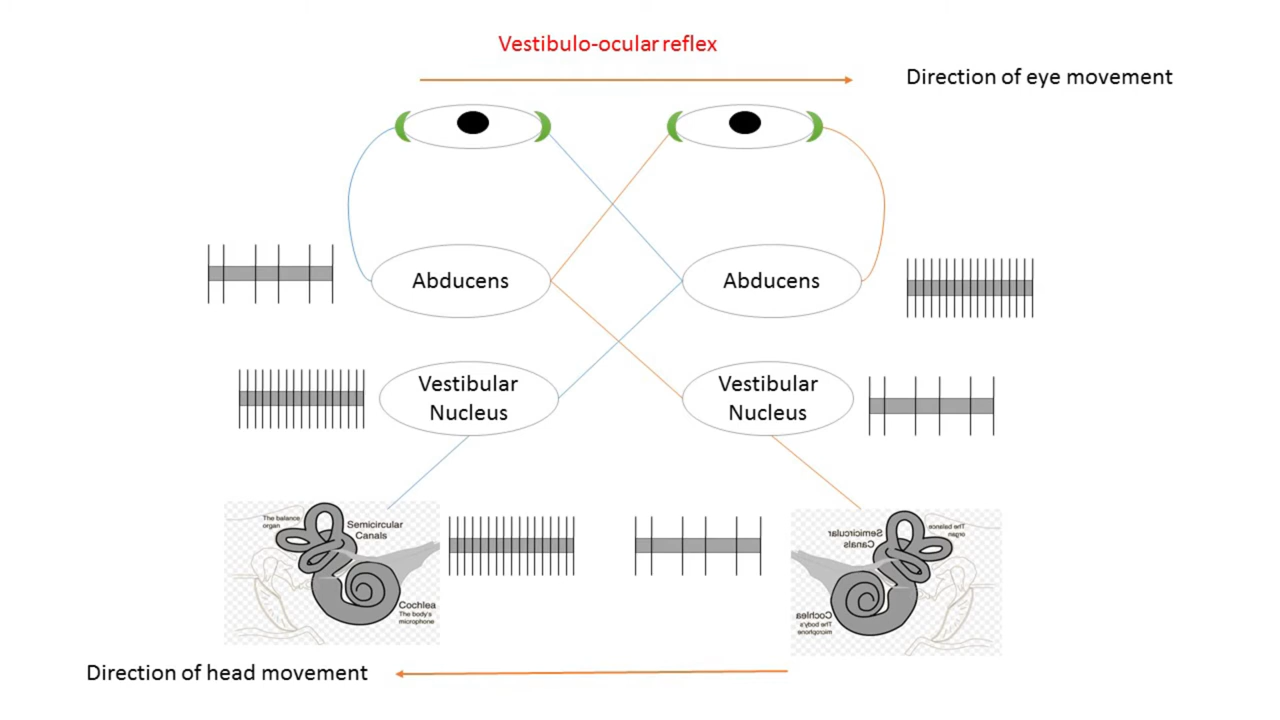 Vestibulo-ocular reflex
Direction of eye movement
Abducens
Abducens
Vestibular
Nucleus
Vestibular
Nucleus
The balance
organ
Semicircular
Canals
Cochlea
The body's
microphone
Semicircular
Canals
The balance
organ
Cochlea
The body's
microphone
Direction of head movement